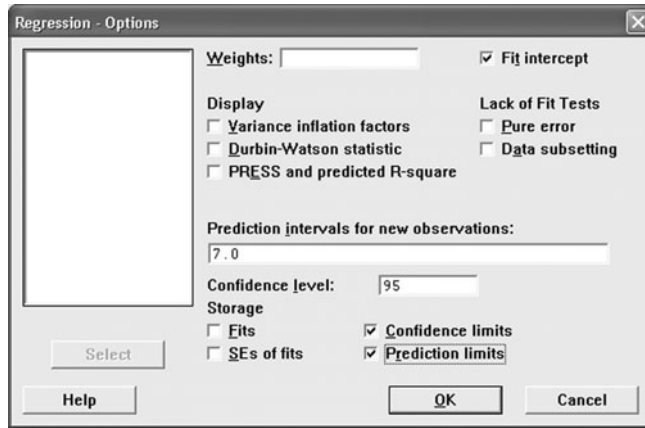 Regression - Options
Weights:
Fit intercept
Display
Lack of Fit Tests
Variance inflation factors
Pure error
Durbin-Watson statistic
Data subsetting
PRESS and predicted R-square
Prediction intervals for new observations:
7.0
Confidence level: 95
Storage
Fits
Confidence limits
Select
SEs of fits
Prediction limits
Help
OK
Cancel